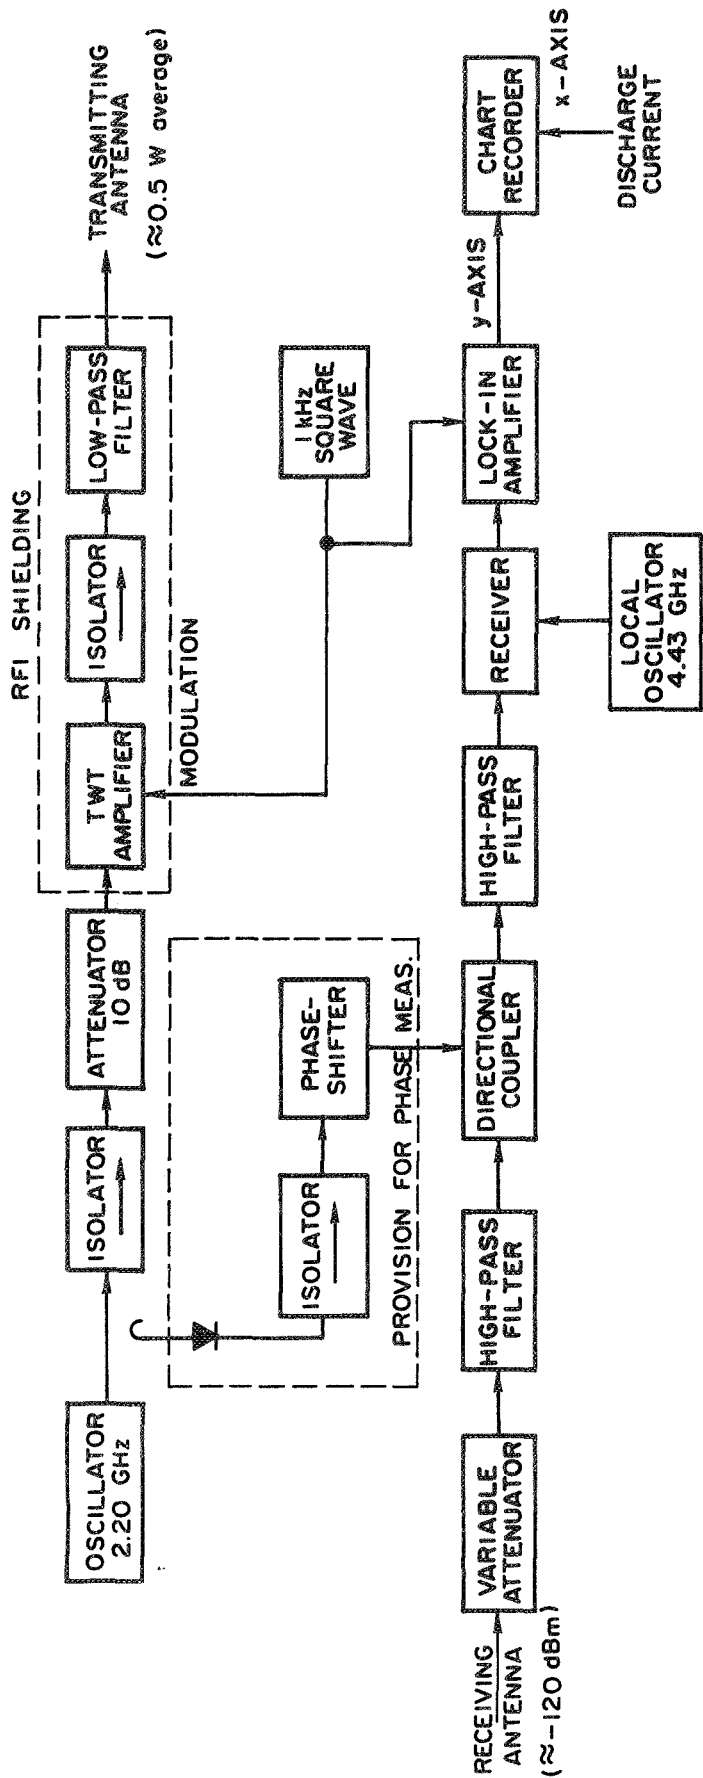 OSCILLATOR
2.20 GHz
ISOLATOR
ATTENUATOR
10 dB
RFI SHIELDING
TWT
AMPLIFIER
ISOLATOR
LOW-PASS
FILTER
TRANSMITTING
ANTENNA
(≈0.5 W average)
MODULATION
1 kHz
SQUARE
WAVE
ISOLATOR
PHASE-
SHIFTER
PROVISION FOR PHASE MEAS.
RECEIVING
ANTENNA
(≈-120 dBm)
VARIABLE
ATTENUATOR
HIGH-PASS
FILTER
DIRECTIONAL
COUPLER
HIGH-PASS
FILTER
RECEIVER
LOCAL
OSCILLATOR
4.43 GHz
LOCK-IN
AMPLIFIER
y-AXIS
CHART
RECORDER
x-AXIS
DISCHARGE
CURRENT